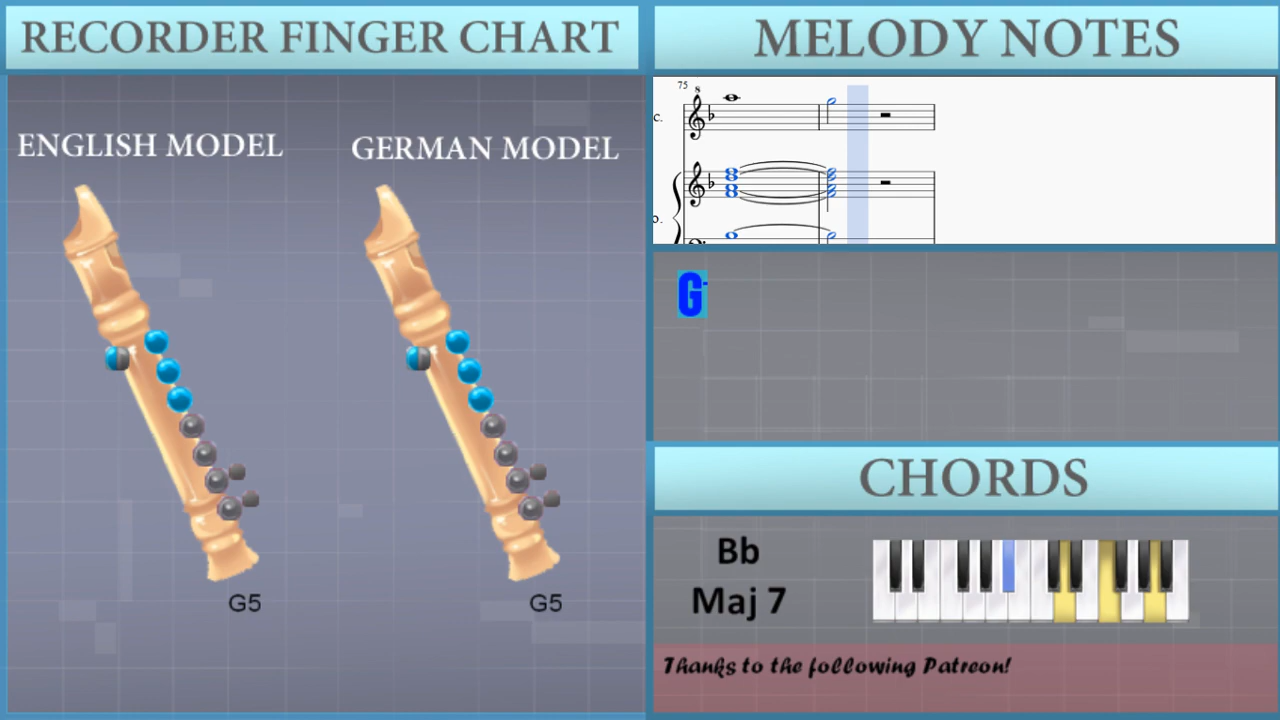 RECORDER FINGER CHART
MELODY NOTES
ENGLISH MODEL
GERMAN MODEL
75
8
c.
o.
G
CHORDS
Bb
Maj 7
G5
G5
Thanks to the following Patreon!